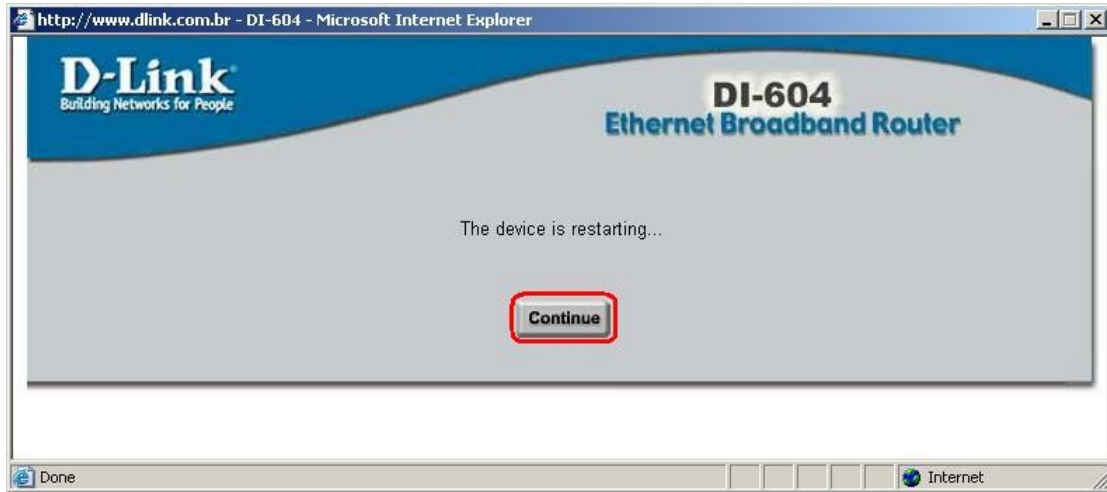 http://www.dlink.com.br - DI-604 - Microsoft Internet Explorer
D-Link
Building Networks for People
DI-604
Ethernet Broadband Router
The device is restarting...
Continue
Done
Internet